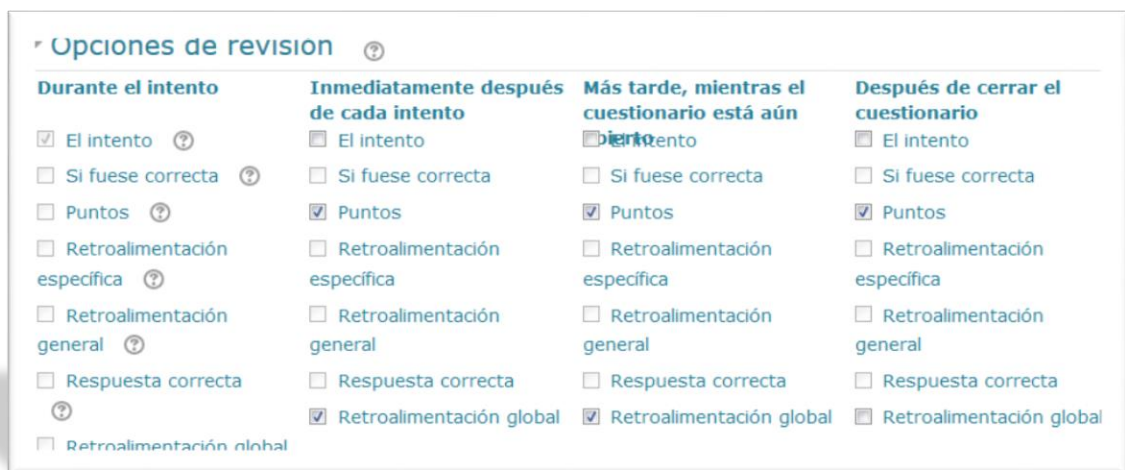 Opciones de revisión
Durante el intento
El intento
Si fuese correcta
Puntos
Retroalimentación
específica
Retroalimentación
general
Respuesta correcta
Retroalimentación global
Inmediatamente después
de cada intento
El intento
Si fuese correcta
Puntos
Retroalimentación
específica
Retroalimentación
general
Respuesta correcta
Retroalimentación global
Más tarde, mientras el
cuestionario está aún
abierto
El intento
Si fuese correcta
Puntos
Retroalimentación
específica
Retroalimentación
general
Respuesta correcta
Retroalimentación global
Después de cerrar el
cuestionario
El intento
Si fuese correcta
Puntos
Retroalimentación
específica
Retroalimentación
general
Respuesta correcta
Retroalimentación global